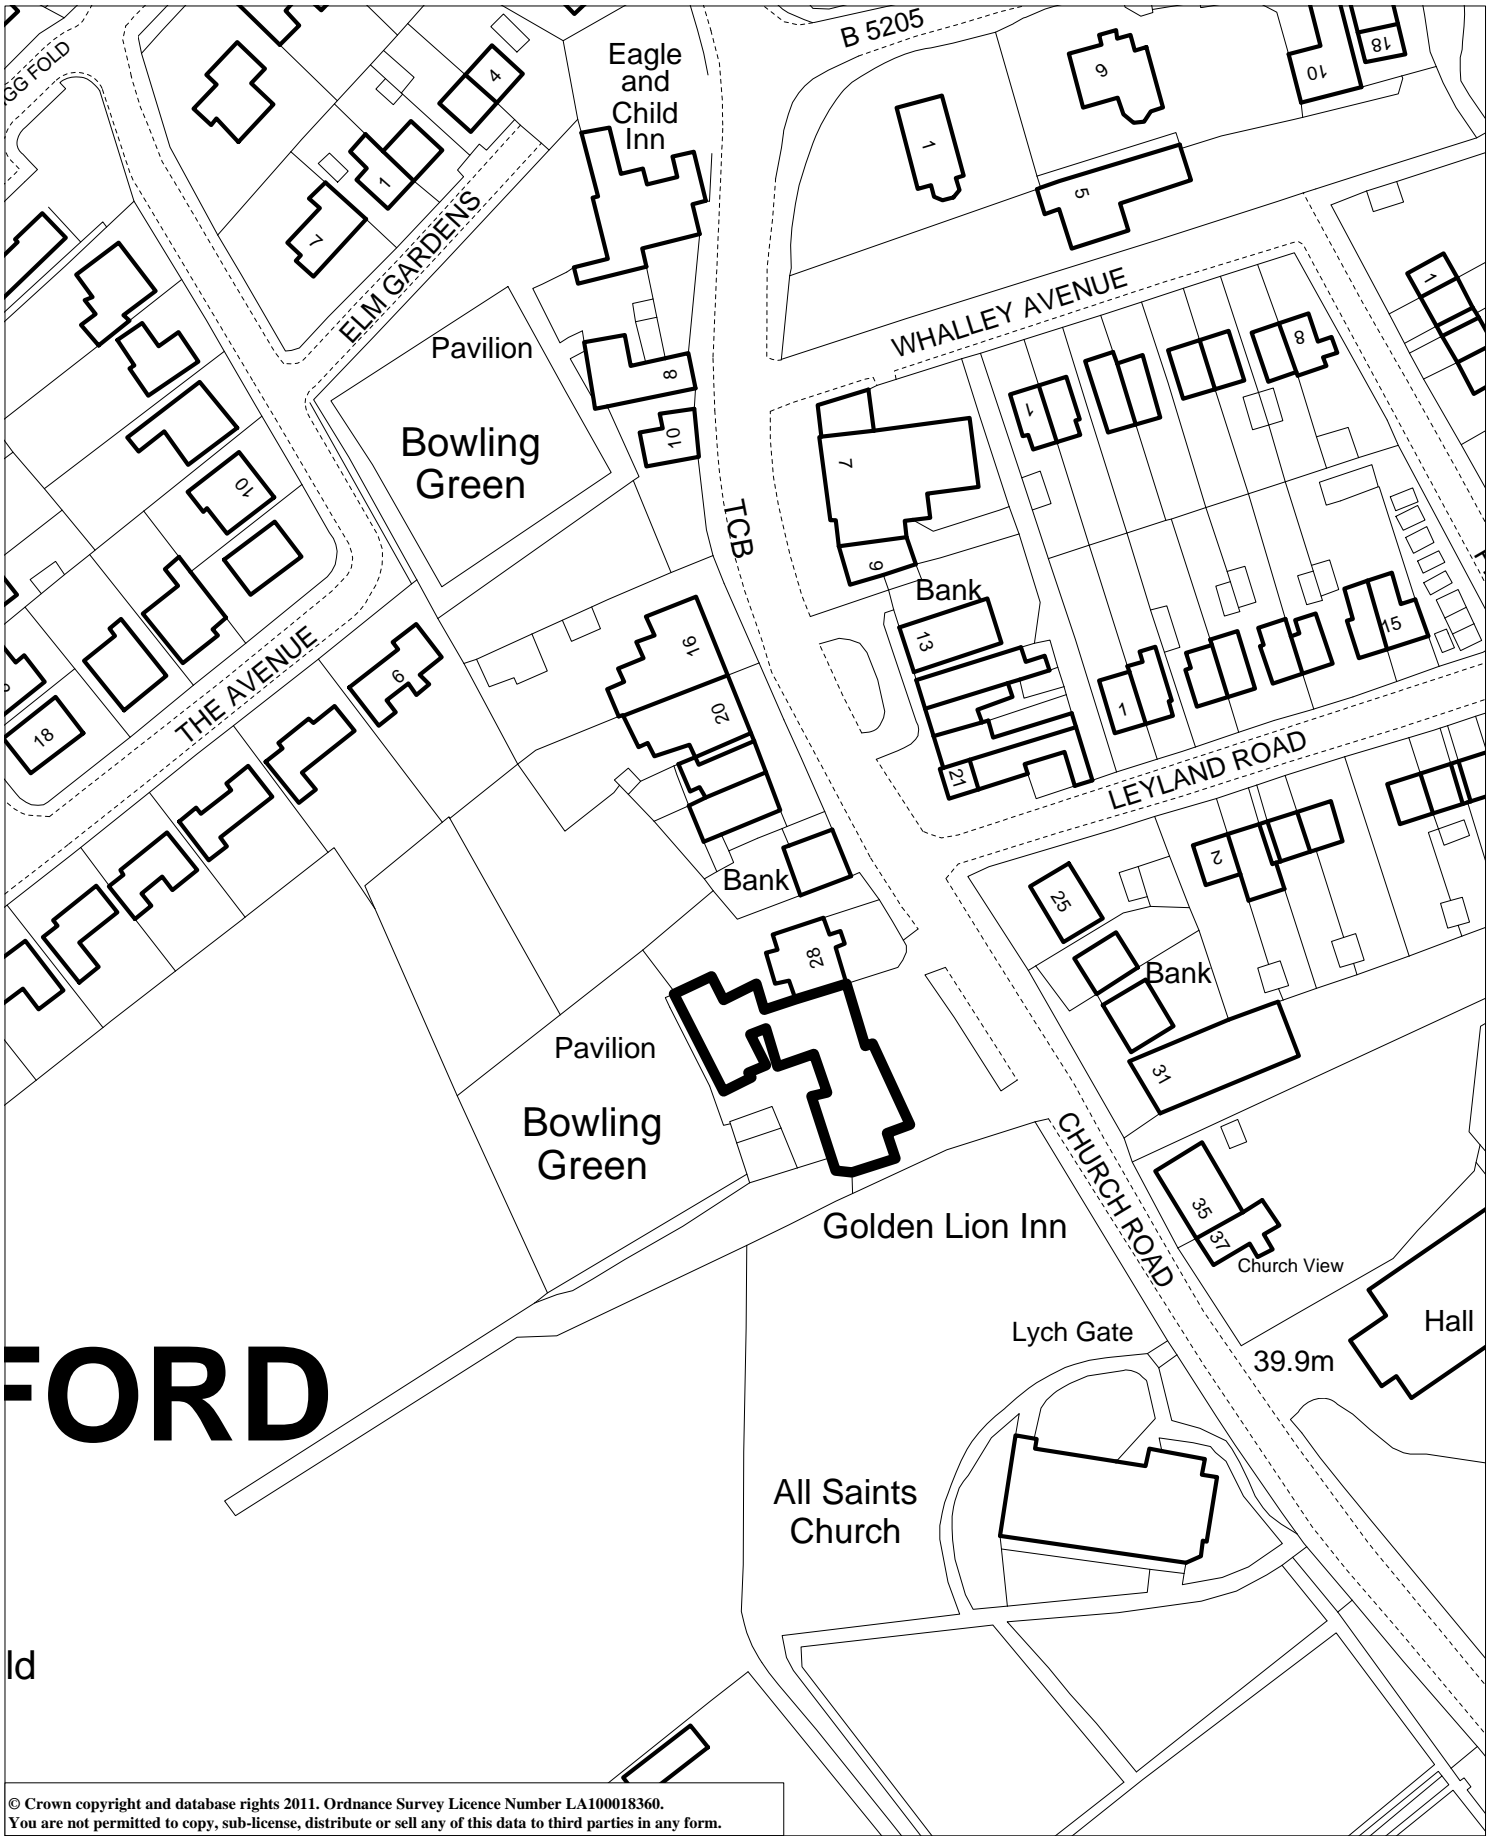 B 5205
GG FOLD
Eagle
and
Child
Inn
4
18
10
6
1
1
5
7
ELM GARDENS
WHALLEY AVENUE
1
Pavilion
8
8
1
10
Bowling
Green
7
10
TCB
9
Bank
13
16
15
THE AVENUE
6
20
1
18
21
LEYLAND ROAD
2
Bank
25
28
Bank
Pavilion
31
Bowling
Green
CHURCH ROAD
35
37
Golden Lion Inn
Church View
Lych Gate
Hall
39.9m
FORD
All Saints
Church
ld
© Crown copyright and database rights 2011. Ordnance Survey Licence Number LA100018360.
You are not permitted to copy, sub-license, distribute or sell any of this data to third parties in any form.